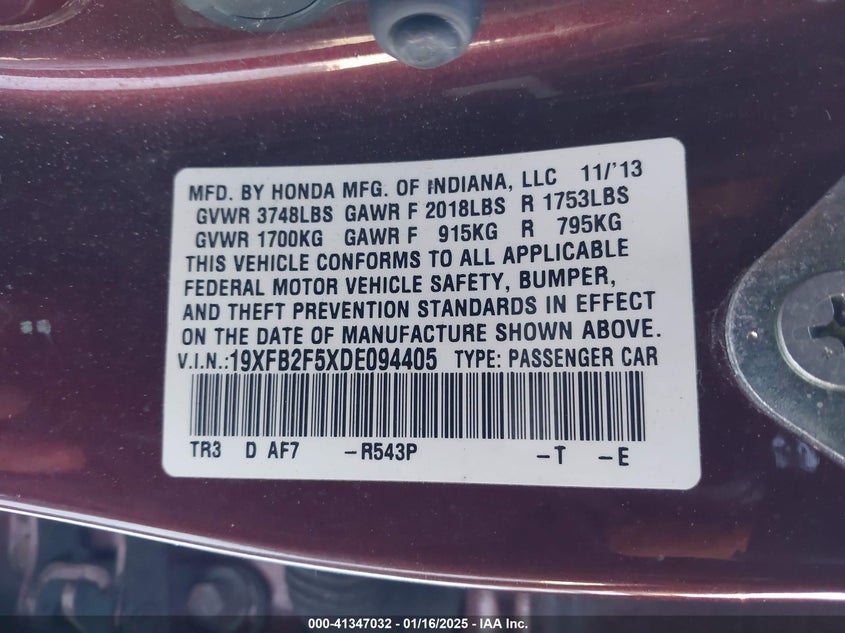 MFD. BY HONDA MFG. OF INDIANA, LLC 11/'13
GVWR 3748LBS GAWR F 2018LBS R 1753LBS
GVWR 1700KG GAWR F 915KG R 795KG
THIS VEHICLE CONFORMS TO ALL APPLICABLE
FEDERAL MOTOR VEHICLE SAFETY, BUMPER,
AND THEFT PREVENTION STANDARDS IN EFFECT
ON THE DATE OF MANUFACTURE SHOWN ABOVE.
V.I.N.:19XFB2F5XDE094405 TYPE: PASSENGER CAR
TR3 D AF7 -R543P -T -E
000-41347032 - 01/16/2025 - IAA Inc.